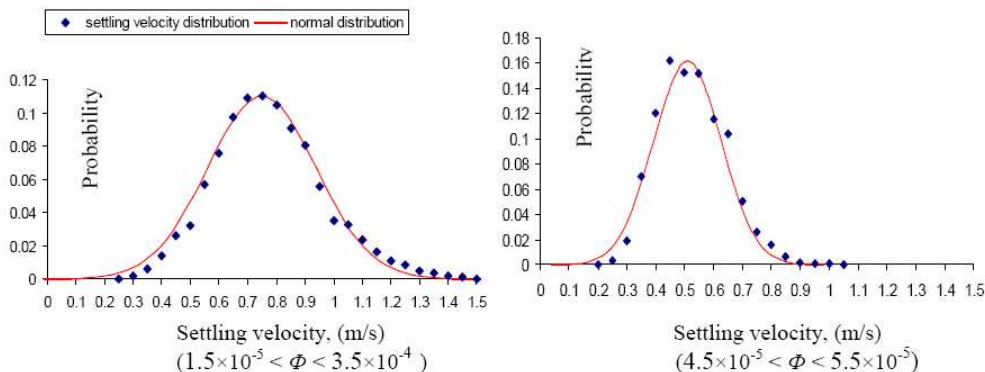 settling velocity distribution normal distribution
0.12
0.1
0.08
0.06
0.04
0.02
0
Probability
0 0.1 0.2 0.3 0.4 0.5 0.6 0.7 0.8 0.9 1 1.1 1.2 1.3 1.4 1.5
Settling velocity, (m/s)
(1.5×10⁻⁵ < Φ < 3.5×10⁻⁴ )
0.18
0.16
0.14
0.12
0.1
0.08
0.06
0.04
0.02
0
Probability
0 0.1 0.2 0.3 0.4 0.5 0.6 0.7 0.8 0.9 1 1.1 1.2 1.3 1.4 1.5
Settling velocity (m/s)
(4.5×10⁻⁵ < Φ < 5.5×10⁻⁵)